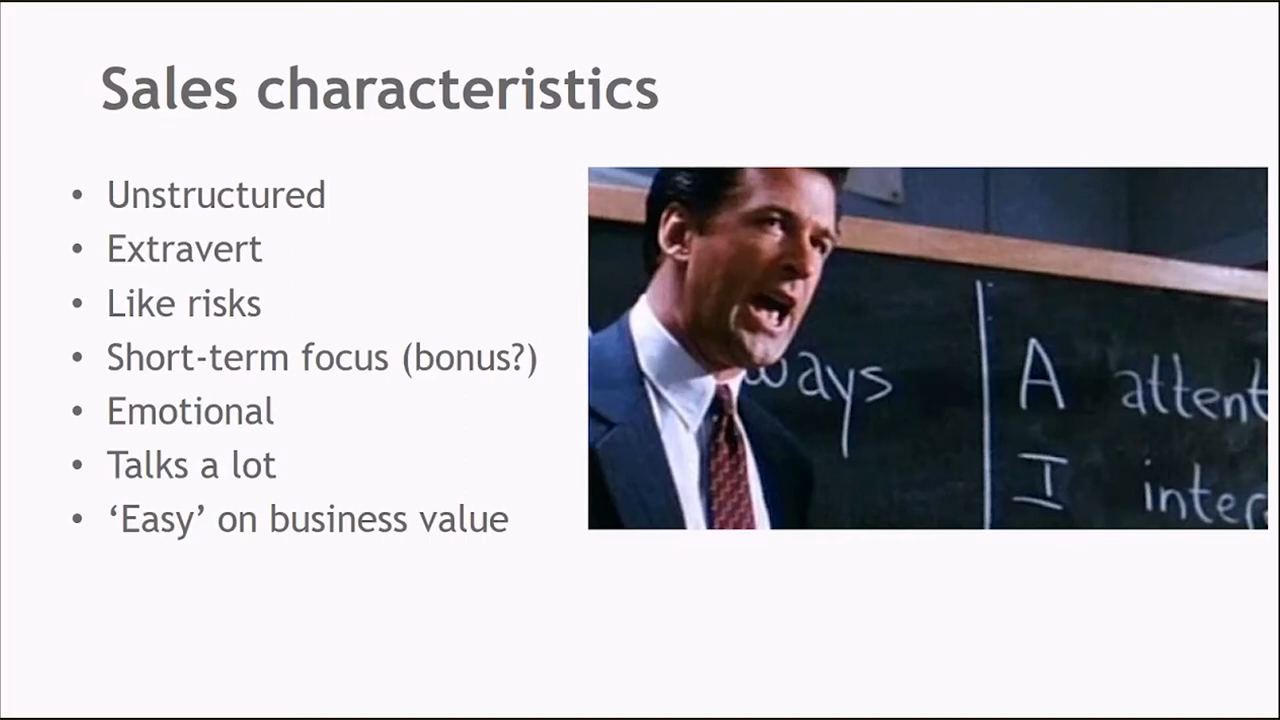 Sales characteristics
• Unstructured
• Extravert
• Like risks
• Short-term focus (bonus?)
• Emotional
• Talks a lot
• ‘Easy’ on business value
ways
A attent
I inter